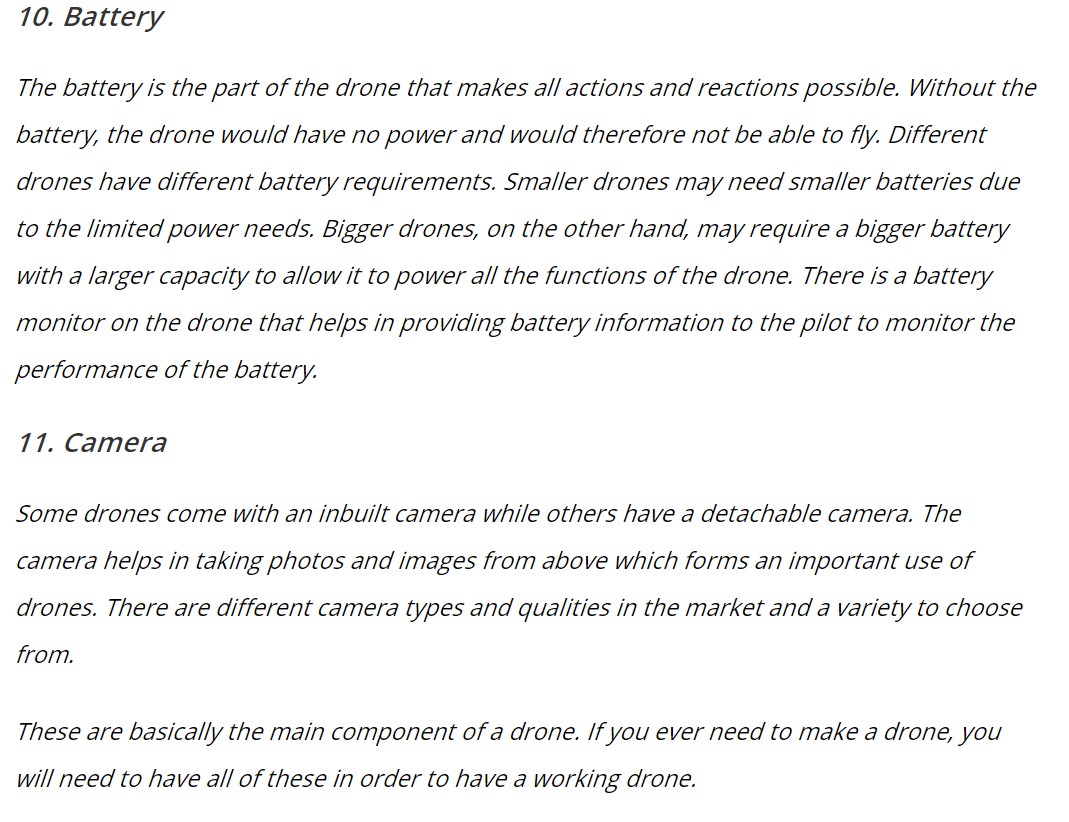 10. Battery
The battery is the part of the drone that makes all actions and reactions possible. Without the
battery, the drone would have no power and would therefore not be able to fly. Different
drones have different battery requirements. Smaller drones may need smaller batteries due
to the limited power needs. Bigger drones, on the other hand, may require a bigger battery
with a larger capacity to allow it to power all the functions of the drone. There is a battery
monitor on the drone that helps in providing battery information to the pilot to monitor the
performance of the battery.
11. Camera
Some drones come with an inbuilt camera while others have a detachable camera. The
camera helps in taking photos and images from above which forms an important use of
drones. There are different camera types and qualities in the market and a variety to choose
from.
These are basically the main component of a drone. If you ever need to make a drone, you
will need to have all of these in order to have a working drone.